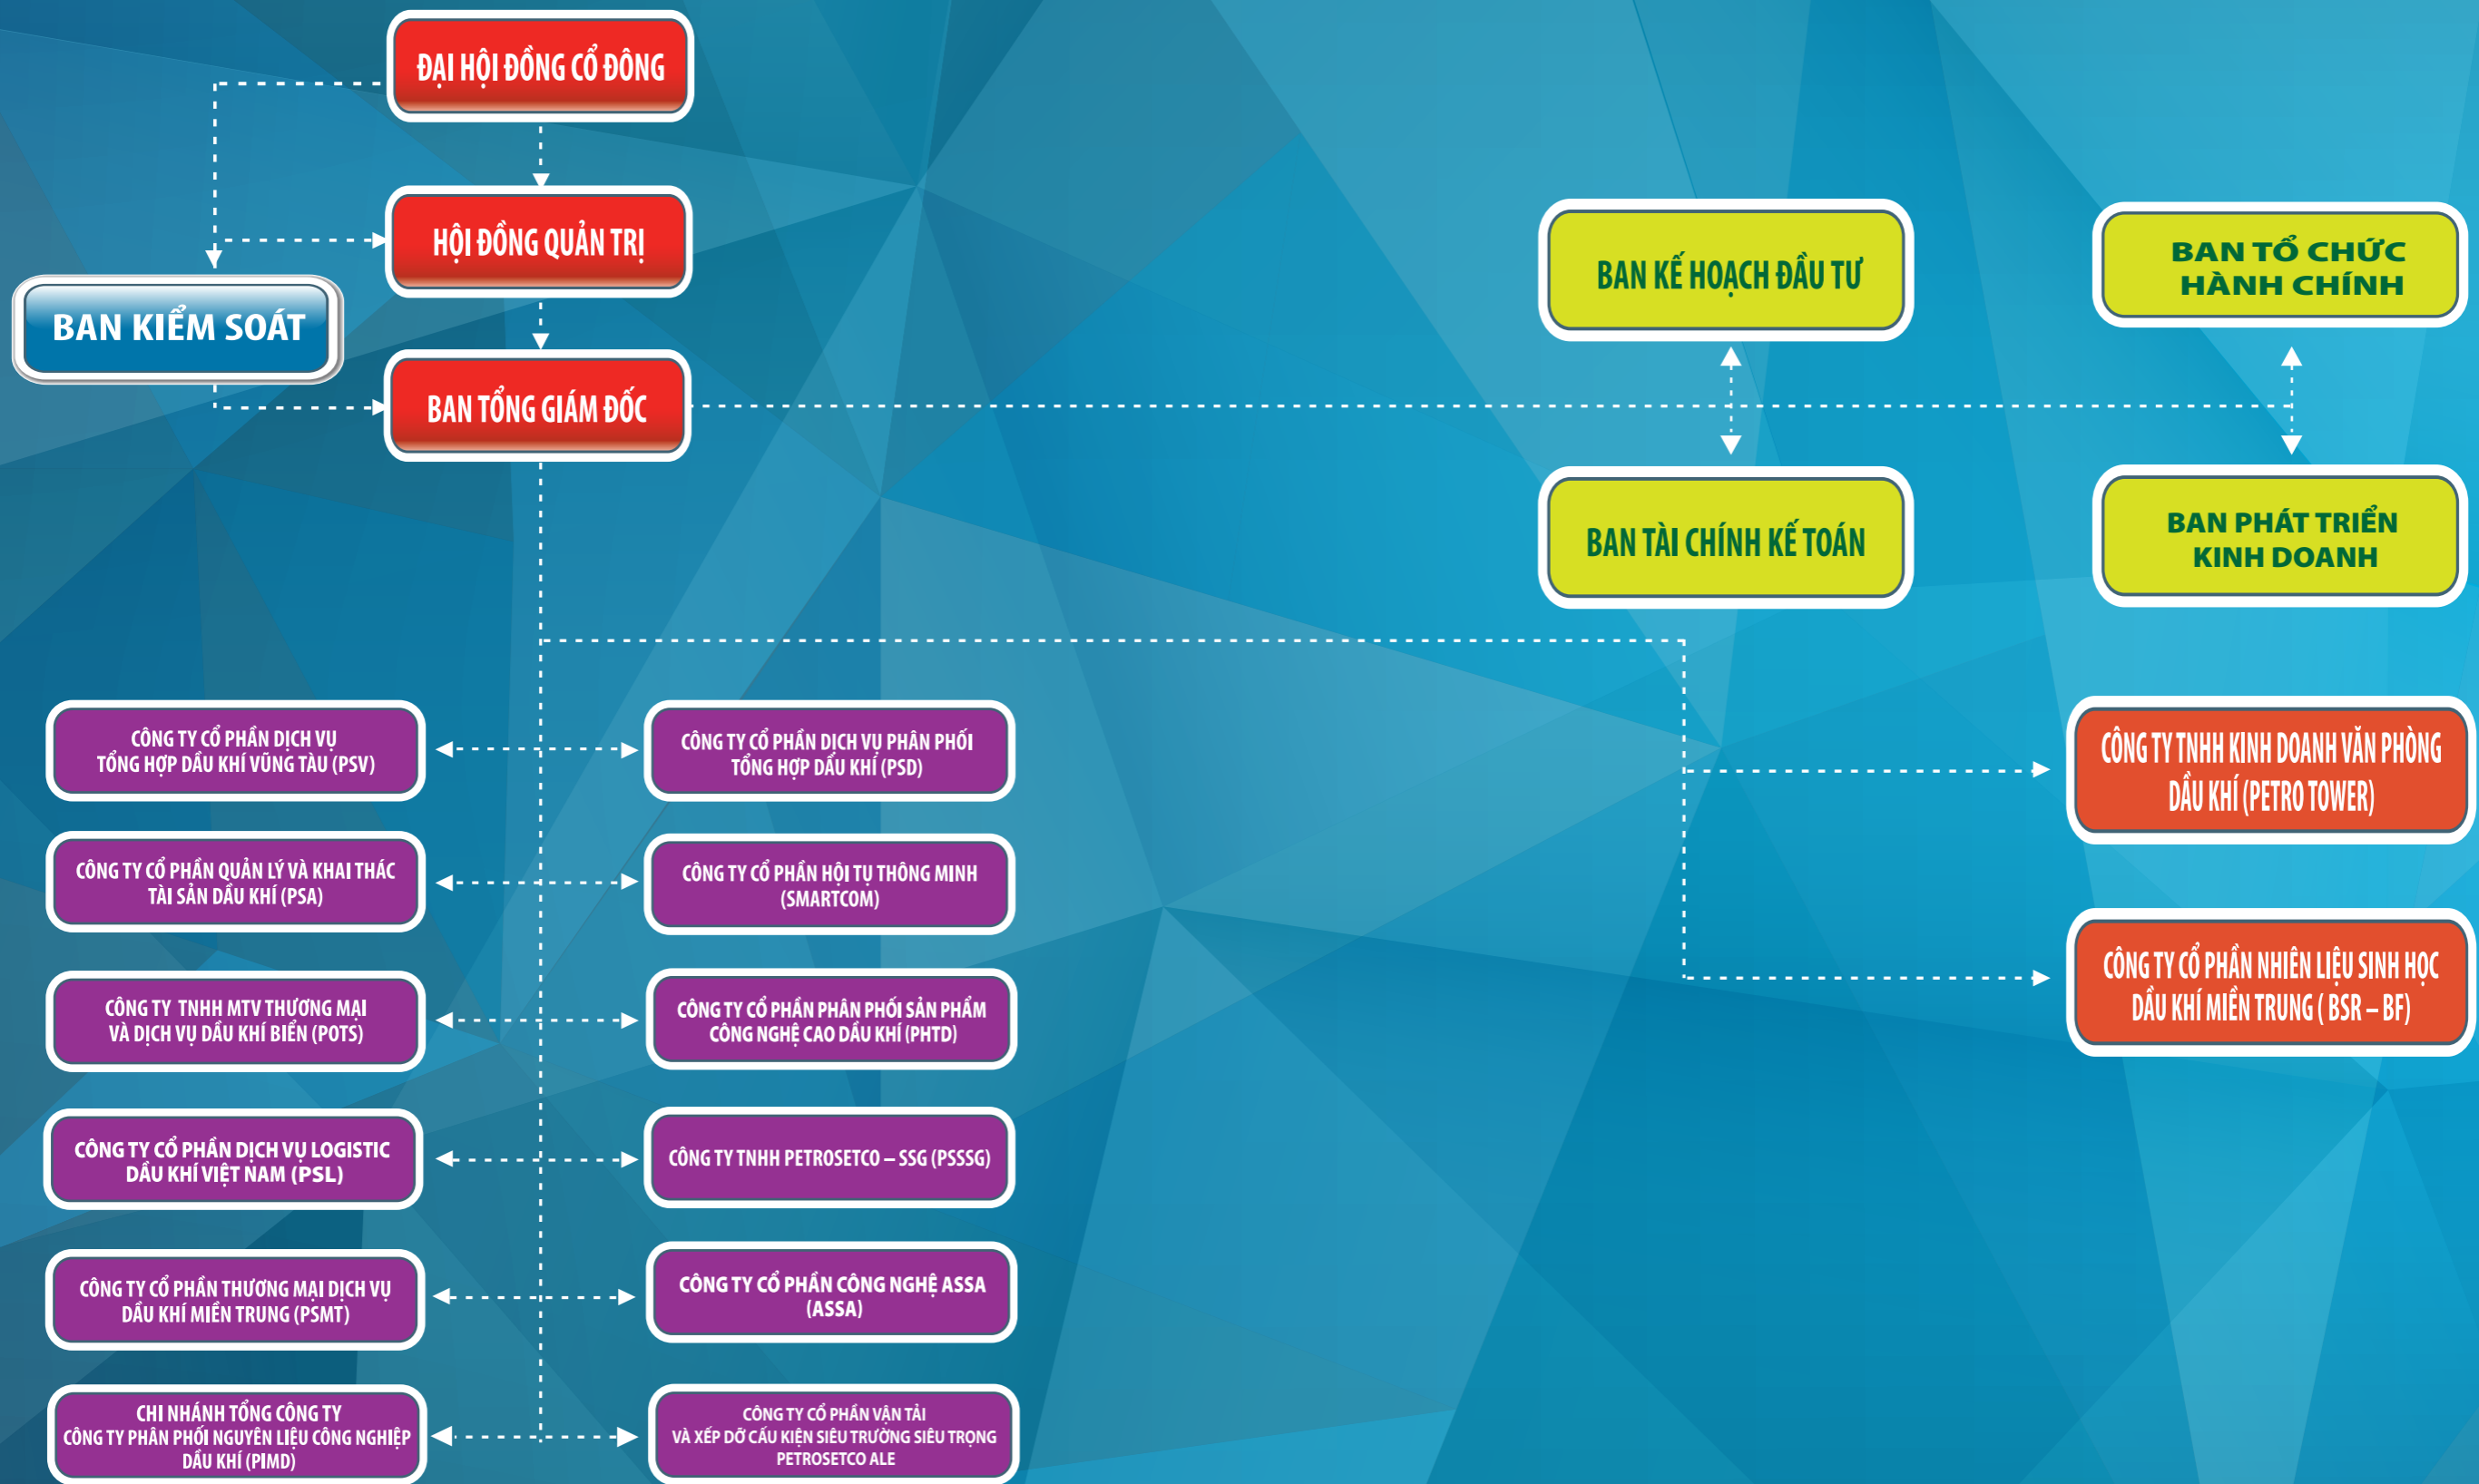 ĐẠI HỘI ĐỒNG CỔ ĐÔNG
HỘI ĐỒNG QUẢN TRỊ
BAN KIỂM SOÁT
BAN TỔNG GIÁM ĐỐC
BAN KẾ HOẠCH ĐẦU TƯ
BAN TỔ CHỨC
HÀNH CHÍNH
BAN TÀI CHÍNH KẾ TOÁN
BAN PHÁT TRIỂN
KINH DOANH
CÔNG TY CỔ PHẦN DỊCH VỤ
TỔNG HỢP DẦU KHÍ VŨNG TÀU (PSV)
CÔNG TY CỔ PHẦN DỊCH VỤ PHÂN PHỐI
TỔNG HỢP DẦU KHÍ (PSD)
CÔNG TY TNHH KINH DOANH VĂN PHÒNG
DẦU KHÍ (PETRO TOWER)
CÔNG TY CỔ PHẦN QUẢN LÝ VÀ KHAI THÁC
TÀI SẢN DẦU KHÍ (PSA)
CÔNG TY CỔ PHẦN HỘI TỤ THÔNG MINH
(SMARTCOM)
CÔNG TY CỔ PHẦN NHIÊN LIỆU SINH HỌC
DẦU KHÍ MIỀN TRUNG ( BSR – BF)
CÔNG TY TNHH MTV THƯƠNG MẠI
VÀ DỊCH VỤ DẦU KHÍ BIỂN (POTS)
CÔNG TY CỔ PHẦN PHÂN PHỐI SẢN PHẨM
CÔNG NGHỆ CAO DẦU KHÍ (PHTD)
CÔNG TY CỔ PHẦN DỊCH VỤ LOGISTIC
DẦU KHÍ VIỆT NAM (PSL)
CÔNG TY TNHH PETROSETCO – SSG (PSSSG)
CÔNG TY CỔ PHẦN THƯƠNG MẠI DỊCH VỤ
DẦU KHÍ MIỀN TRUNG (PSMT)
CÔNG TY CỔ PHẦN CÔNG NGHỆ ASSA
(ASSA)
CHI NHÁNH TỔNG CÔNG TY
CÔNG TY PHÂN PHỐI NGUYÊN LIỆU CÔNG NGHIỆP
DẦU KHÍ (PIMD)
CÔNG TY CỔ PHẦN VẬN TẢI
VÀ XẾP DỠ CẤU KIỆN SIÊU TRƯỜNG SIÊU TRỌNG
PETROSETCO ALE